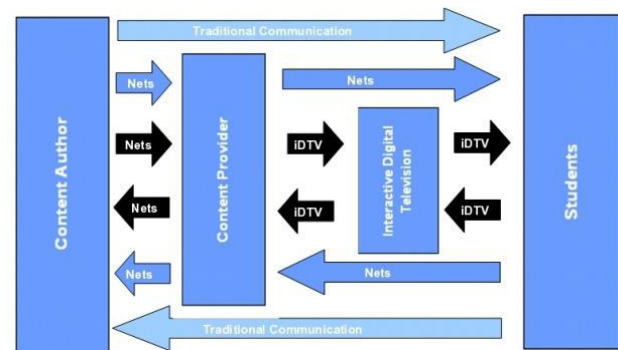 Traditional Communication
Nets
Nets
Content Author
Content Provider
Nets
iDTV
Interactive Digital
Television
iDTV
Students
Nets
iDTV
iDTV
Nets
Nets
Traditional Communication